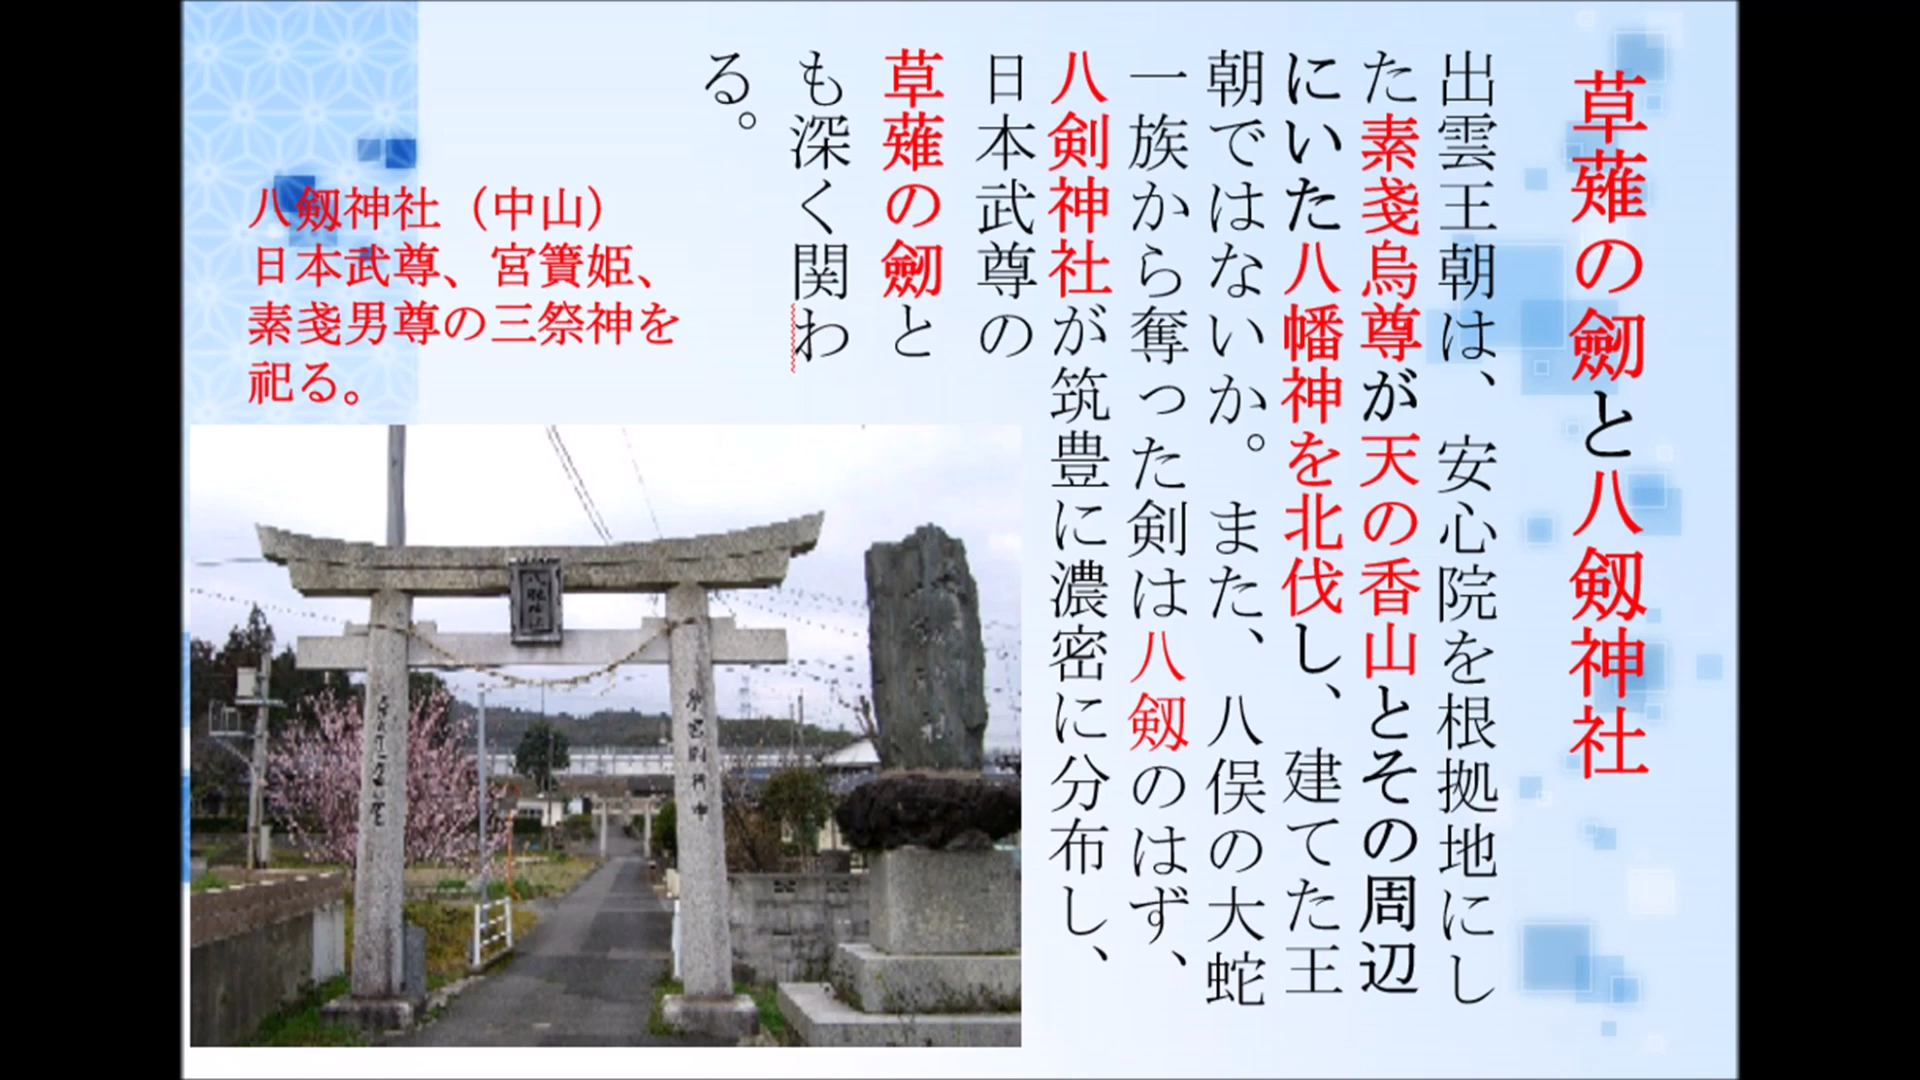 草薙の劒と八剱神社
出雲王朝は、安心院を根拠地にし
た素戔烏尊が天の香山とその周辺
にいた八幡神を北伐し、建てた王
朝ではないか。また、八俣の大蛇
一族から奪った剣は八剱のはず、
八剣神社が筑豊に濃密に分布し、
日本武尊の
草薙の劒と
も深く関わ
る。
八剱神社（中山）
日本武尊、宮簀姫、
素戔男尊の三祭神を
祀る。